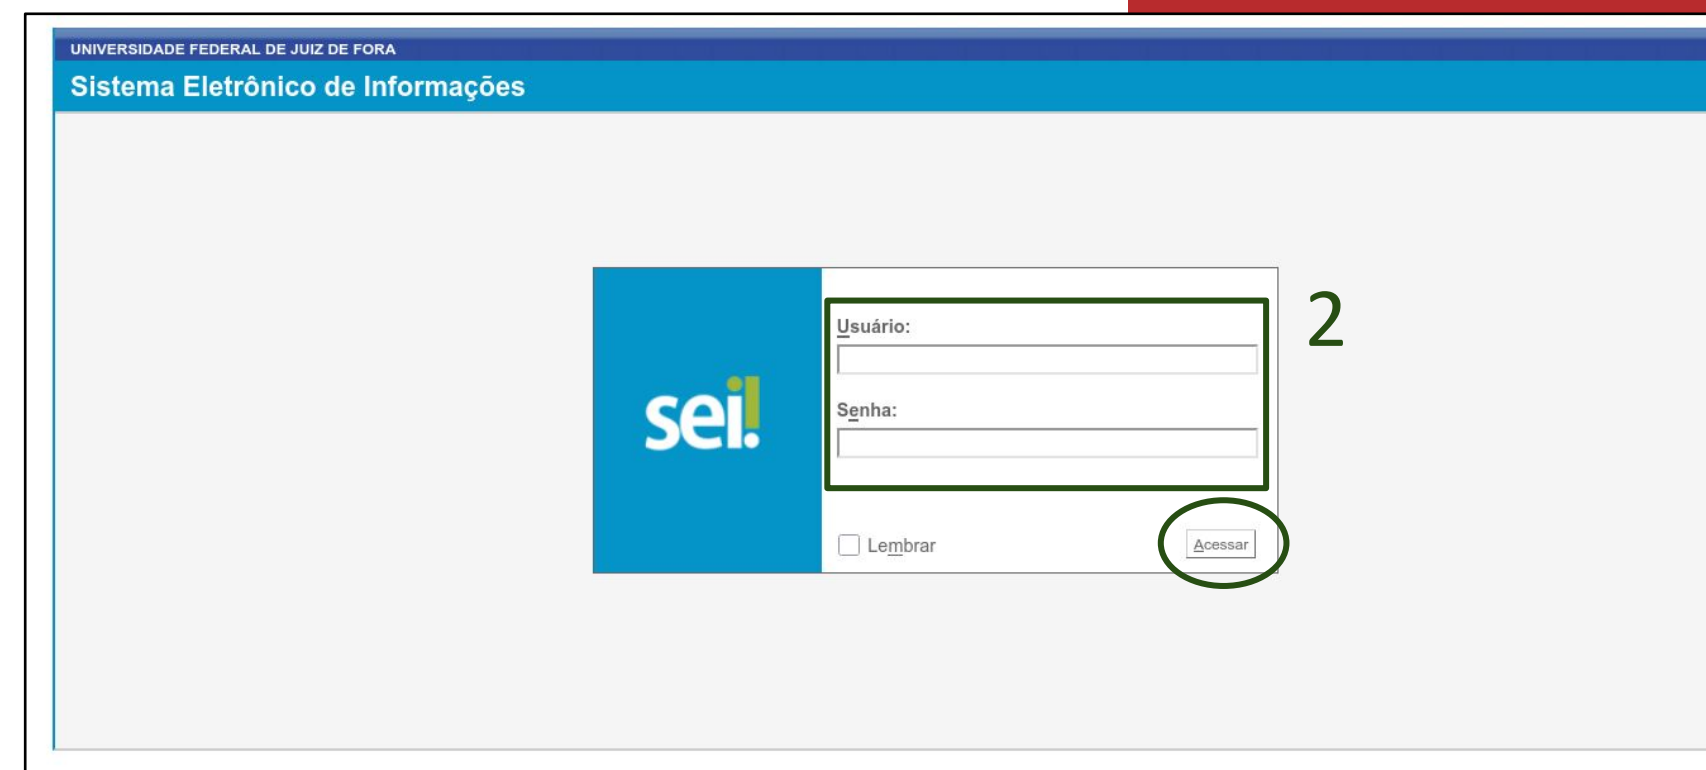 UNIVERSIDADE FEDERAL DE JUIZ DE FORA
Sistema Eletrônico de Informações
sei!
Usuário:
2
Senha:
Lembrar
Acessar